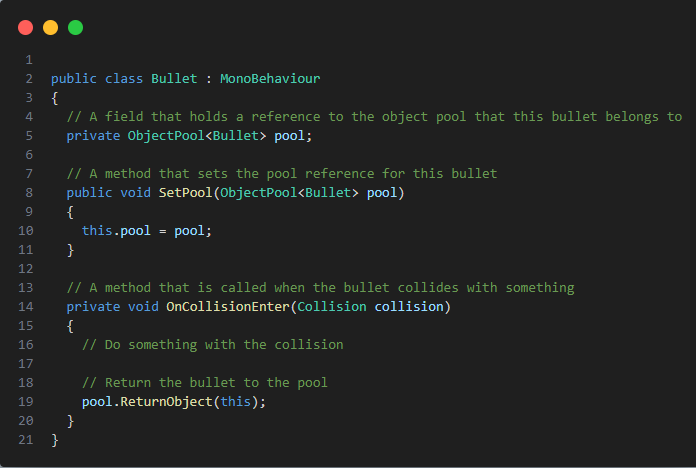 1
2 public class Bullet : MonoBehaviour
3 {
4   // A field that holds a reference to the object pool that this bullet belongs to
5   private ObjectPool<Bullet> pool;
6
7   // A method that sets the pool reference for this bullet
8   public void SetPool(ObjectPool<Bullet> pool)
9   {
10     this.pool = pool;
11   }
12
13   // A method that is called when the bullet collides with something
14   private void OnCollisionEnter(Collision collision)
15   {
16     // Do something with the collision
17
18     // Return the bullet to the pool
19     pool.ReturnObject(this);
20   }
21 }